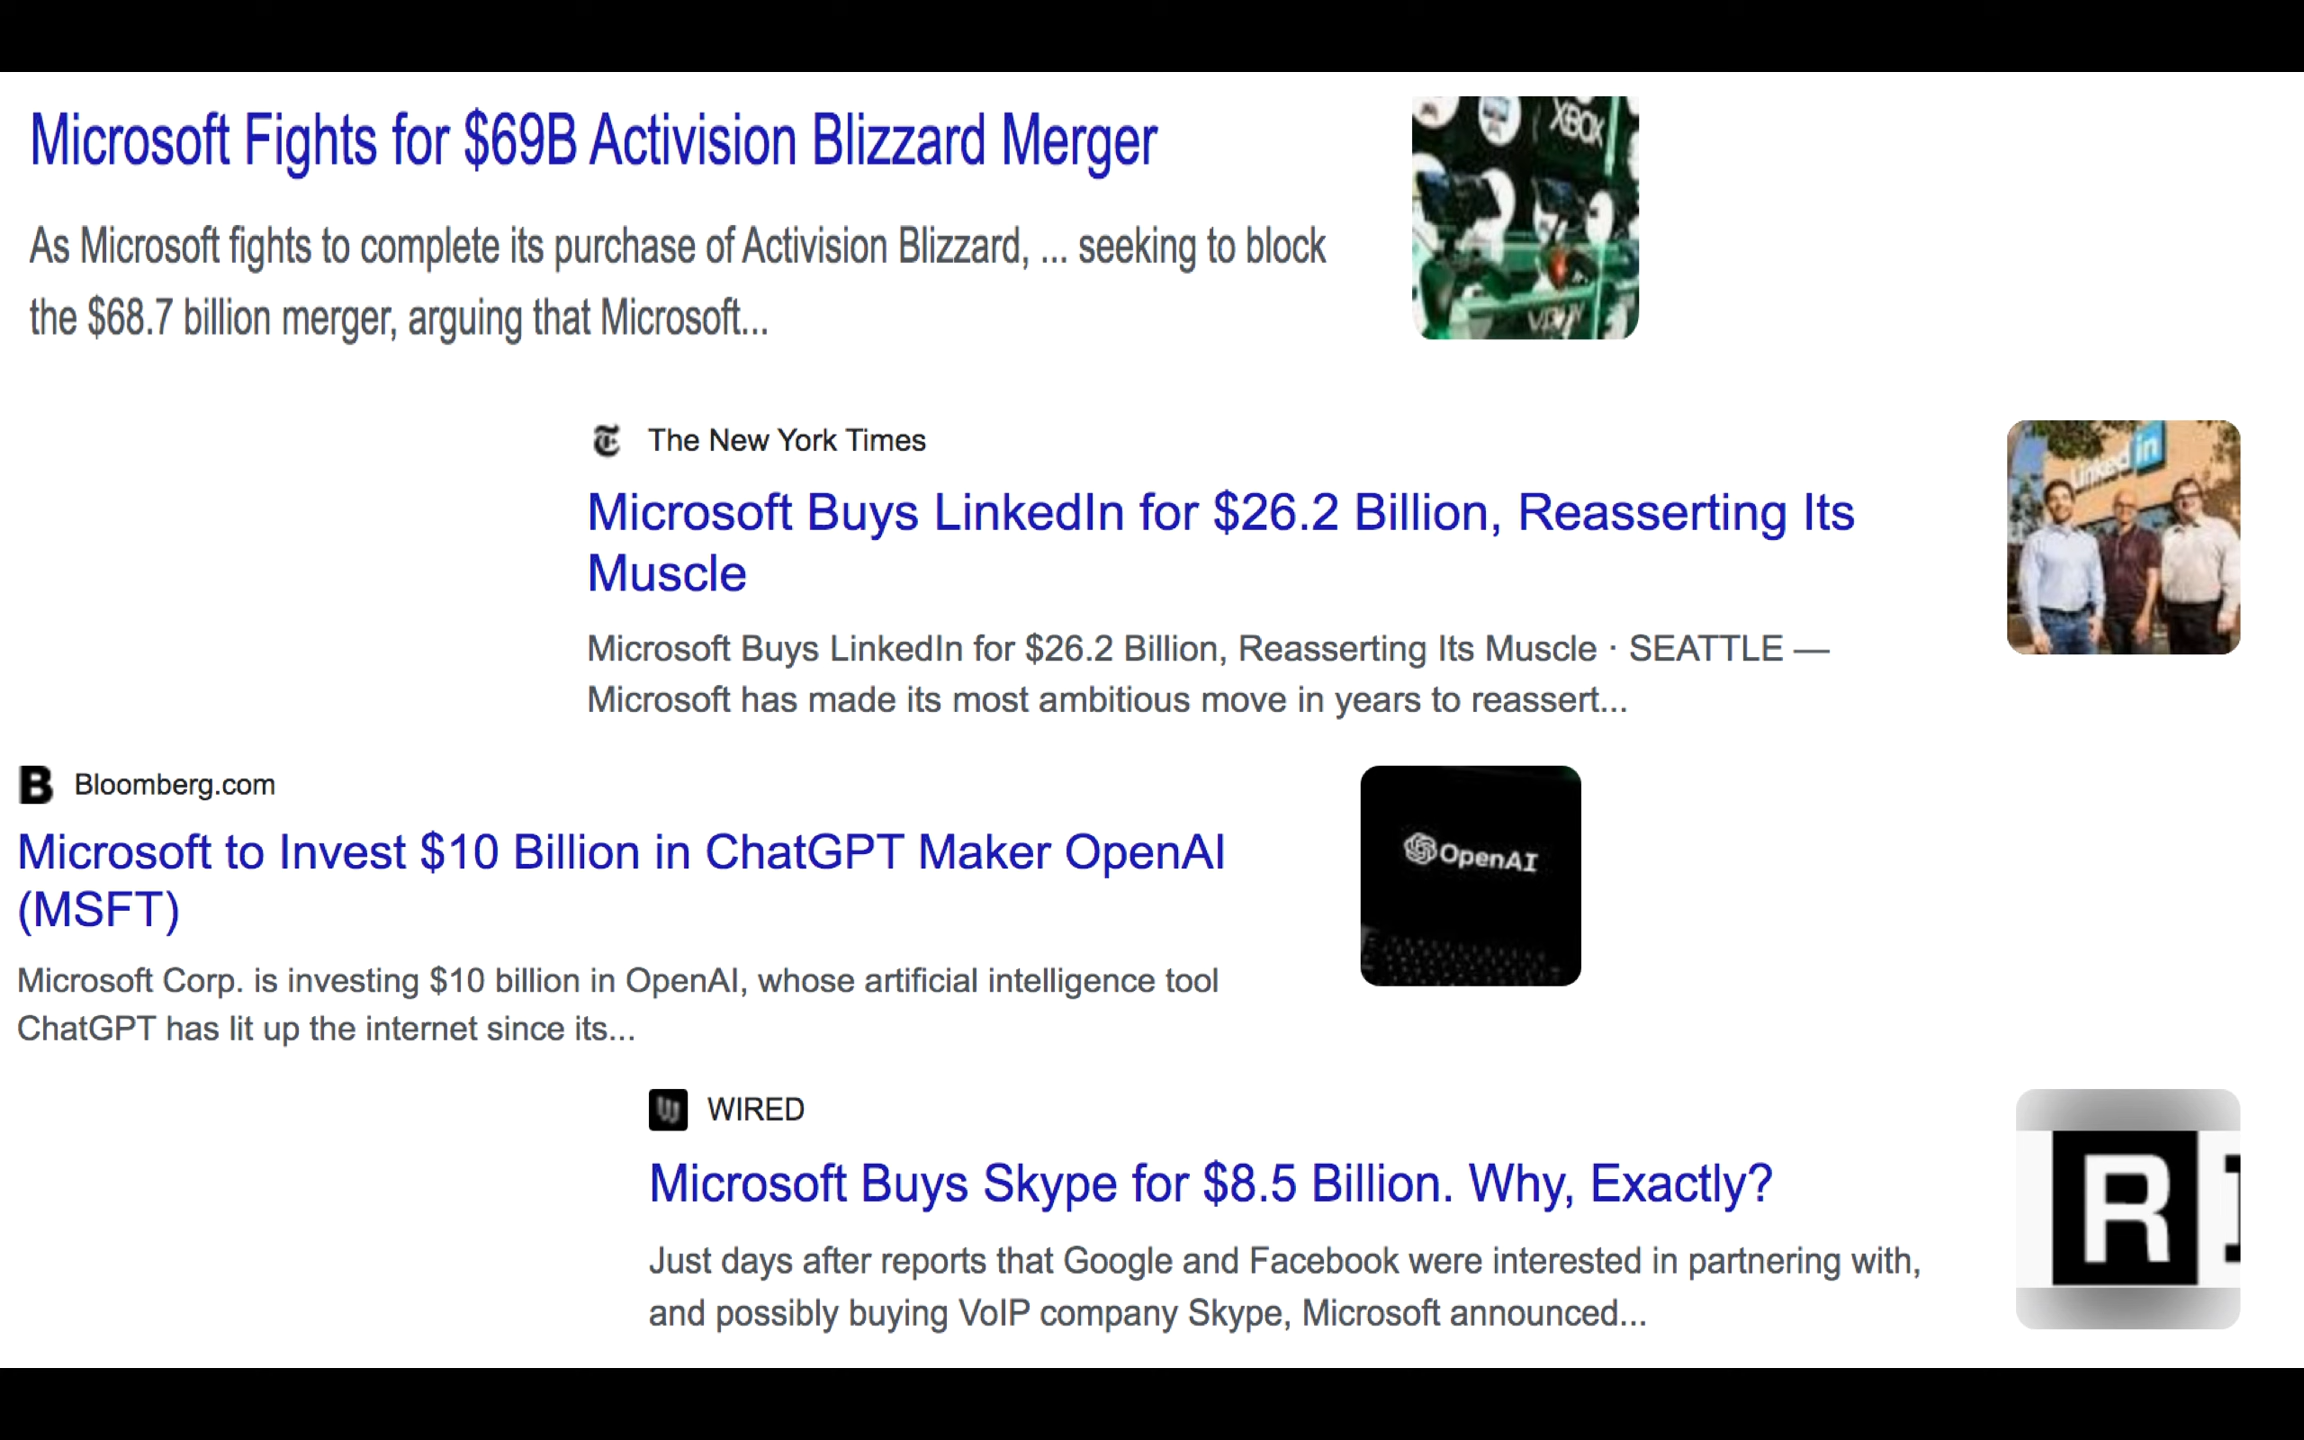 Microsoft Fights for $69B Activision Blizzard Merger
As Microsoft fights to complete its purchase of Activision Blizzard, ... seeking to block
the $68.7 billion merger, arguing that Microsoft...
XBOX
The New York Times
Microsoft Buys LinkedIn for $26.2 Billion, Reasserting Its
Muscle
Microsoft Buys LinkedIn for $26.2 Billion, Reasserting Its Muscle · SEATTLE —
Microsoft has made its most ambitious move in years to reassert...
Linked in
B Bloomberg.com
Microsoft to Invest $10 Billion in ChatGPT Maker OpenAI
(MSFT)
Microsoft Corp. is investing $10 billion in OpenAI, whose artificial intelligence tool
ChatGPT has lit up the internet since its...
OpenAI
WIRED
Microsoft Buys Skype for $8.5 Billion. Why, Exactly?
Just days after reports that Google and Facebook were interested in partnering with,
and possibly buying VoIP company Skype, Microsoft announced...
R